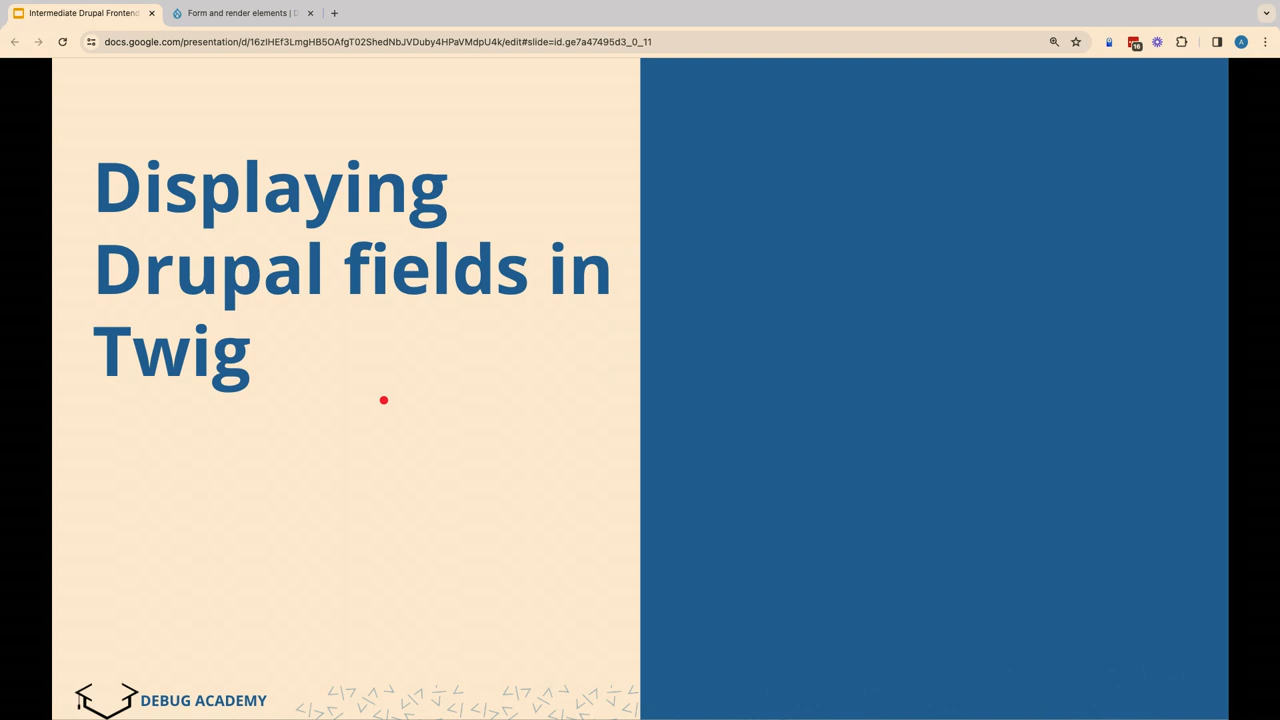 Intermediate Drupal Frontend
Form and render elements | D
docs.google.com/presentation/d/16zIHEf3LmgHB5OAfgT02ShedNbJVDuby4HPaVMdpU4k/edit#slide=id.ge7a47495d3_0_11
16
A
Displaying
Drupal fields in
Twig
DEBUG ACADEMY